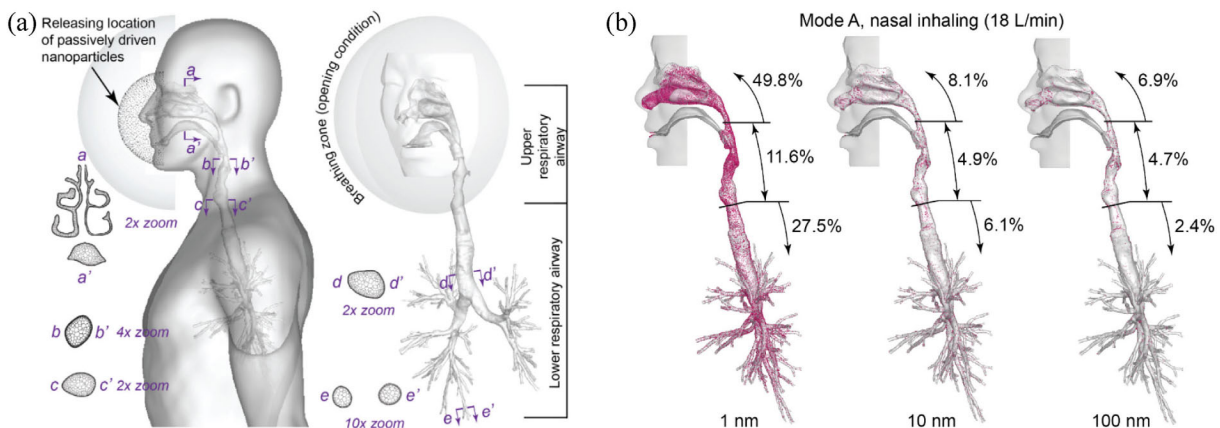 (a)
Releasing location
of passively driven
nanoparticles
a
a'
b
b'
c
c'
a
2x zoom
a'
b
b'
4x zoom
c
c'
2x zoom
Breathing zone (opening condition)
Upper
respiratory
airway
Lower respiratory airway
d
d'
2x zoom
d
d'
e
e'
10x zoom
e
e'
(b)
Mode A, nasal inhaling (18 L/min)
49.8%
11.6%
27.5%
1 nm
8.1%
4.9%
6.1%
10 nm
6.9%
4.7%
2.4%
100 nm